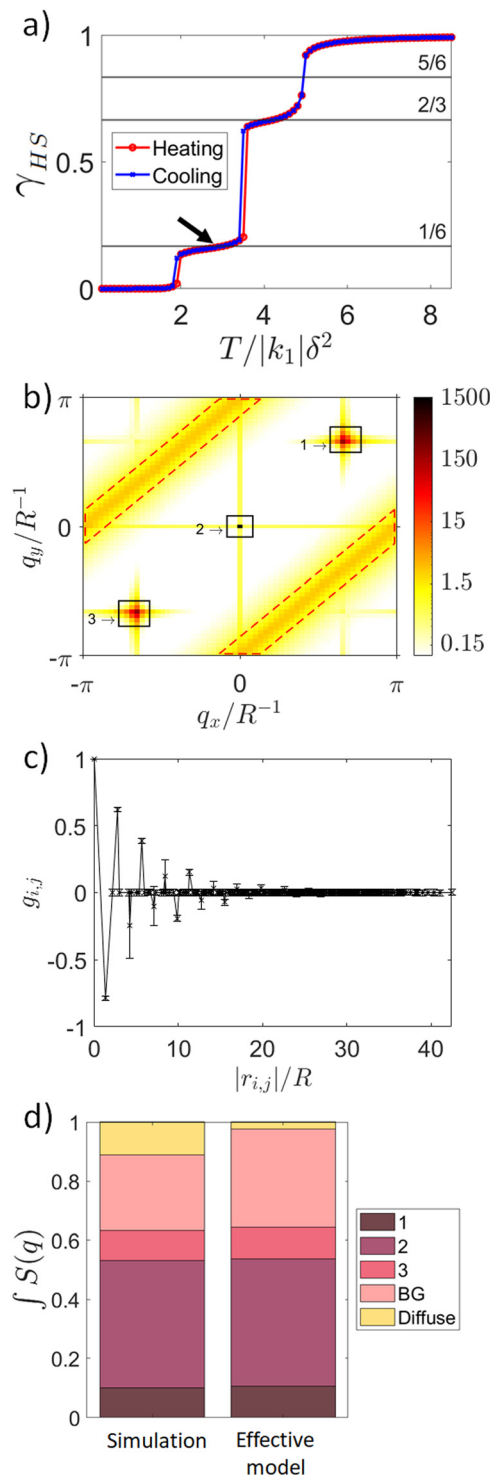 a)
1
0.5
0
γ_HS
5/6
2/3
1/6
Heating
Cooling
2 4 6 8
T/|k₁|δ²
b)
π
0
-π
q_y/R⁻¹
1→
2→
3→
1500
150
15
1.5
0.15
-π 0 π
q_x/R⁻¹
c)
1
0.5
0
-0.5
-1
g_i,j
0 10 20 30 40
|r_i,j|/R
d)
1
0.8
0.6
0.4
0.2
0
∫ S(q)
1
2
3
BG
Diffuse
Simulation Effective
model